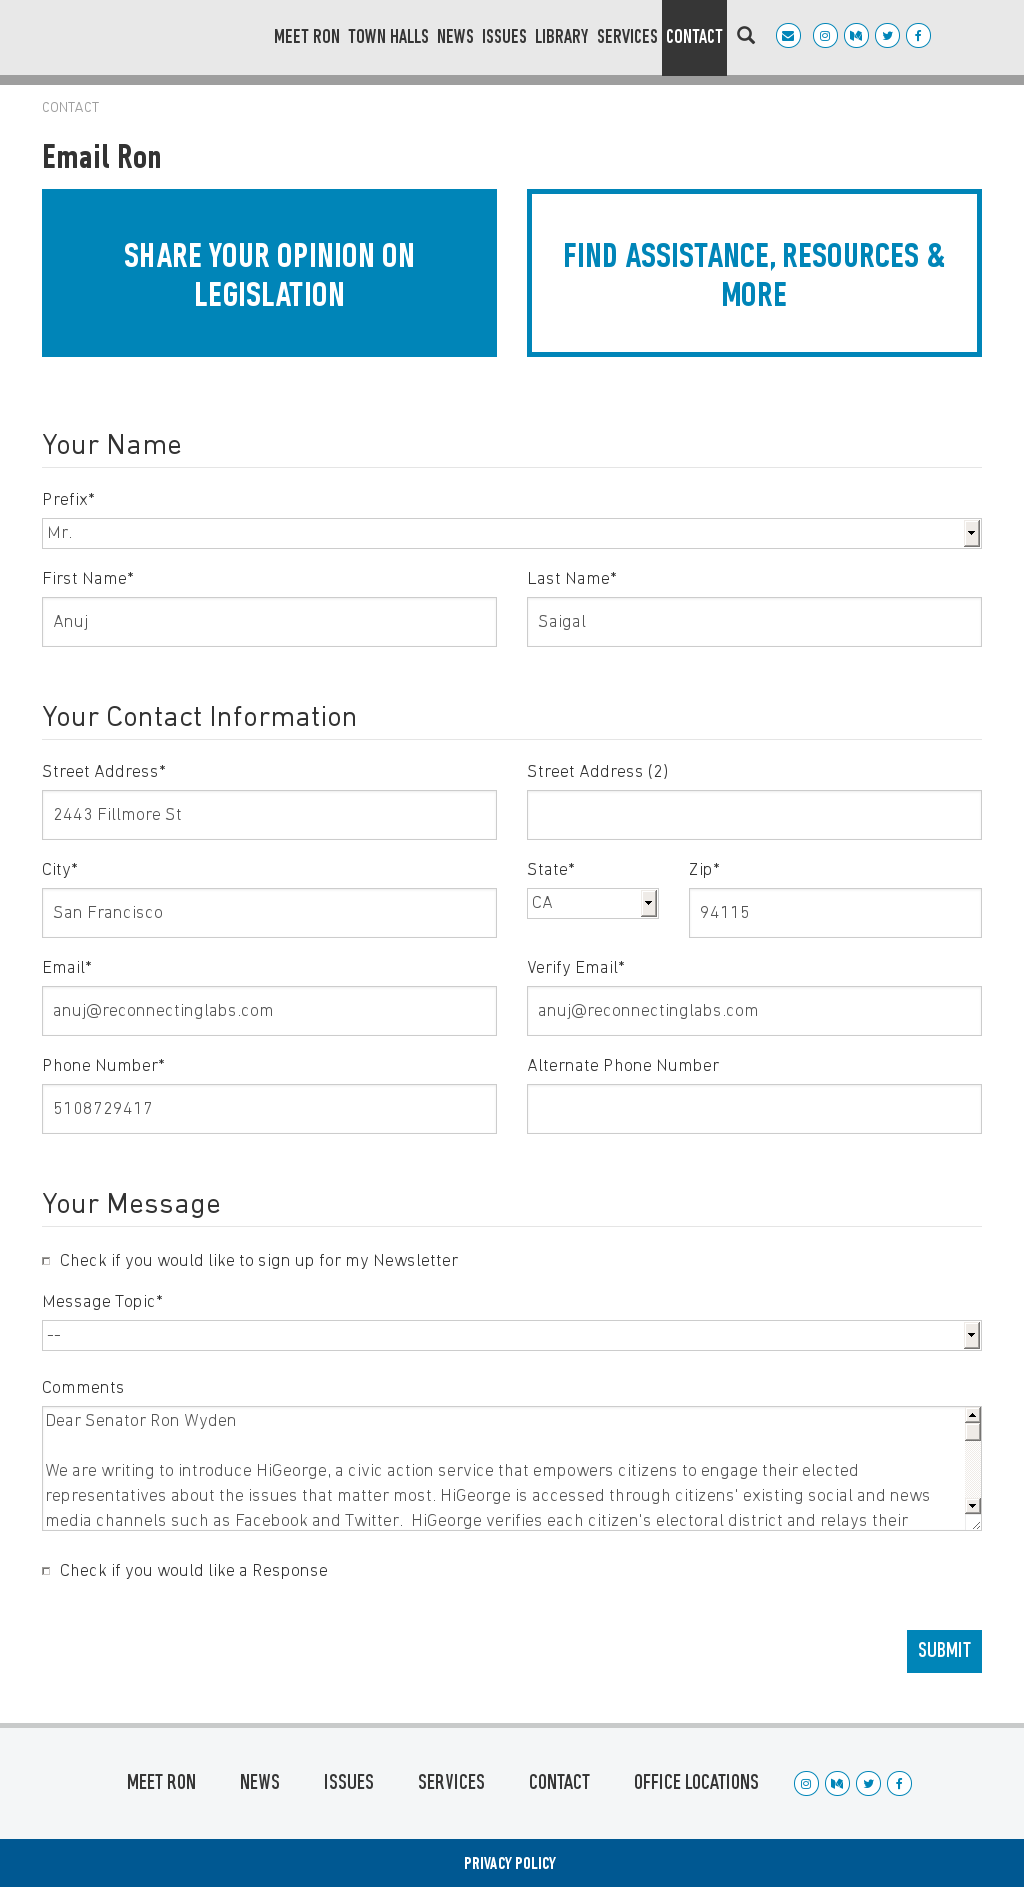 MEET RON TOWN HALLS NEWS ISSUES LIBRARY SERVICES CONTACT
CONTACT
Email Ron
SHARE YOUR OPINION ON
LEGISLATION
FIND ASSISTANCE, RESOURCES &
MORE
Your Name
Prefix*
Mr.
First Name* Last Name*
Anuj Saigal
Your Contact Information
Street Address* Street Address (2)
2443 Fillmore St
City* State* Zip*
San Francisco CA 94115
Email* Verify Email*
anuj@reconnectinglabs.com anuj@reconnectinglabs.com
Phone Number* Alternate Phone Number
5108729417
Your Message
Check if you would like to sign up for my Newsletter
Message Topic*
--
Comments
Dear Senator Ron Wyden
We are writing to introduce HiGeorge, a civic action service that empowers citizens to engage their elected
representatives about the issues that matter most. HiGeorge is accessed through citizens' existing social and news
media channels such as Facebook and Twitter.  HiGeorge verifies each citizen's electoral district and relays their
Check if you would like a Response
SUBMIT
MEET RON NEWS ISSUES SERVICES CONTACT OFFICE LOCATIONS
PRIVACY POLICY